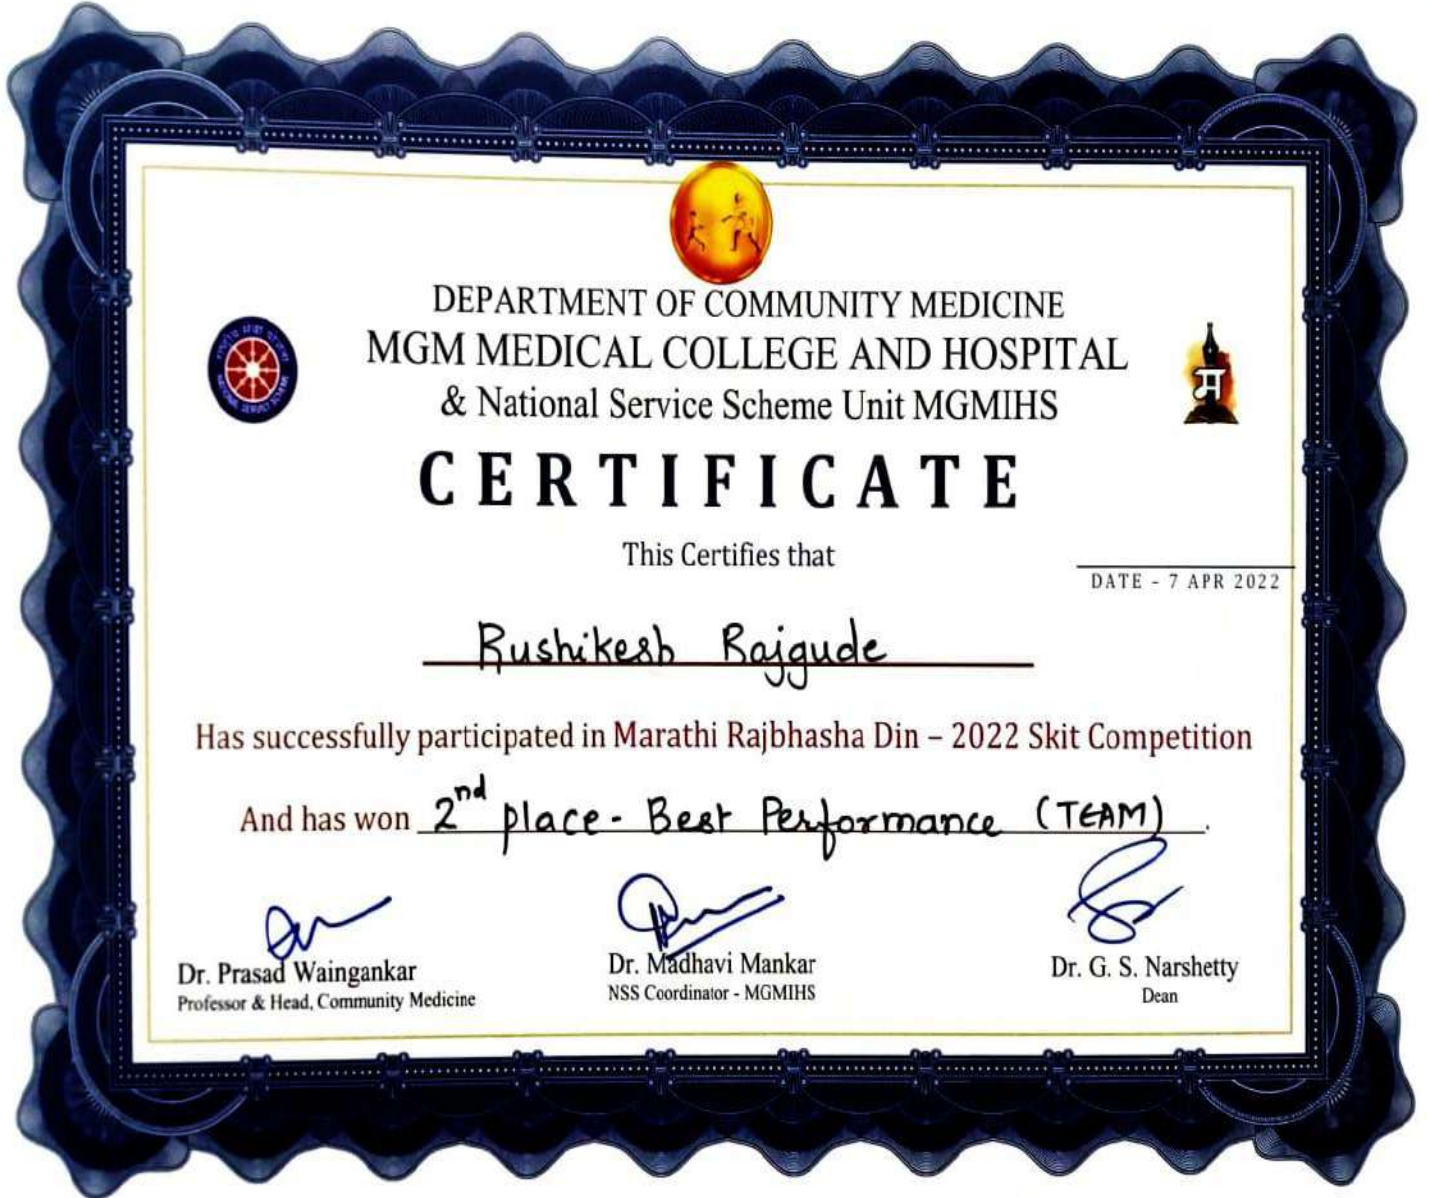 DEPARTMENT OF COMMUNITY MEDICINE
MGM MEDICAL COLLEGE AND HOSPITAL
& National Service Scheme Unit MGMIHS
म
CERTIFICATE
This Certifies that
DATE - 7 APR 2022
Rushikesh Rajgude
Has successfully participated in Marathi Rajbhasha Din – 2022 Skit Competition
And has won 2nd place - Best Performance (TEAM).
Dr. Prasad Waingankar
Professor & Head, Community Medicine
Dr. Madhavi Mankar
NSS Coordinator - MGMIHS
Dr. G. S. Narshetty
Dean